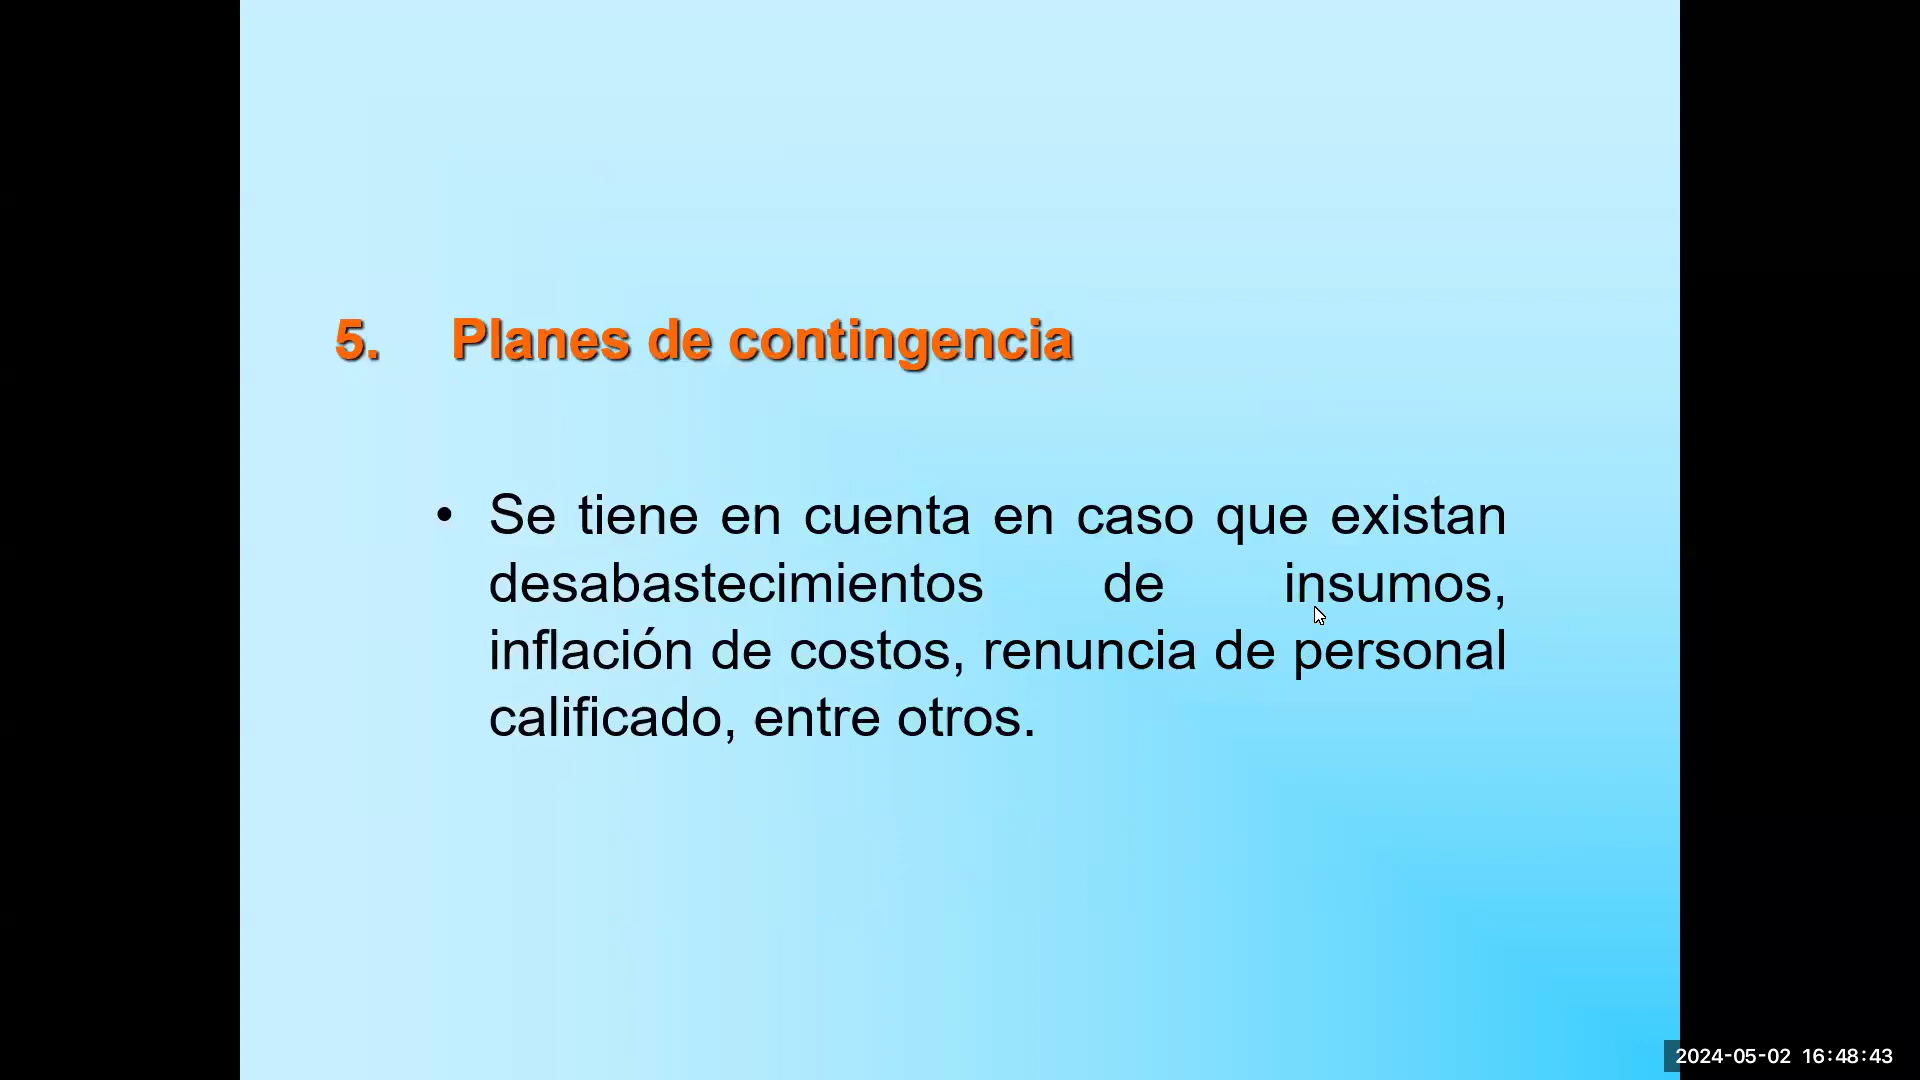 5. Planes de contingencia
• Se tiene en cuenta en caso que existan
desabastecimientos de insumos,
inflación de costos, renuncia de personal
calificado, entre otros.
2024-05-02 16:48:43